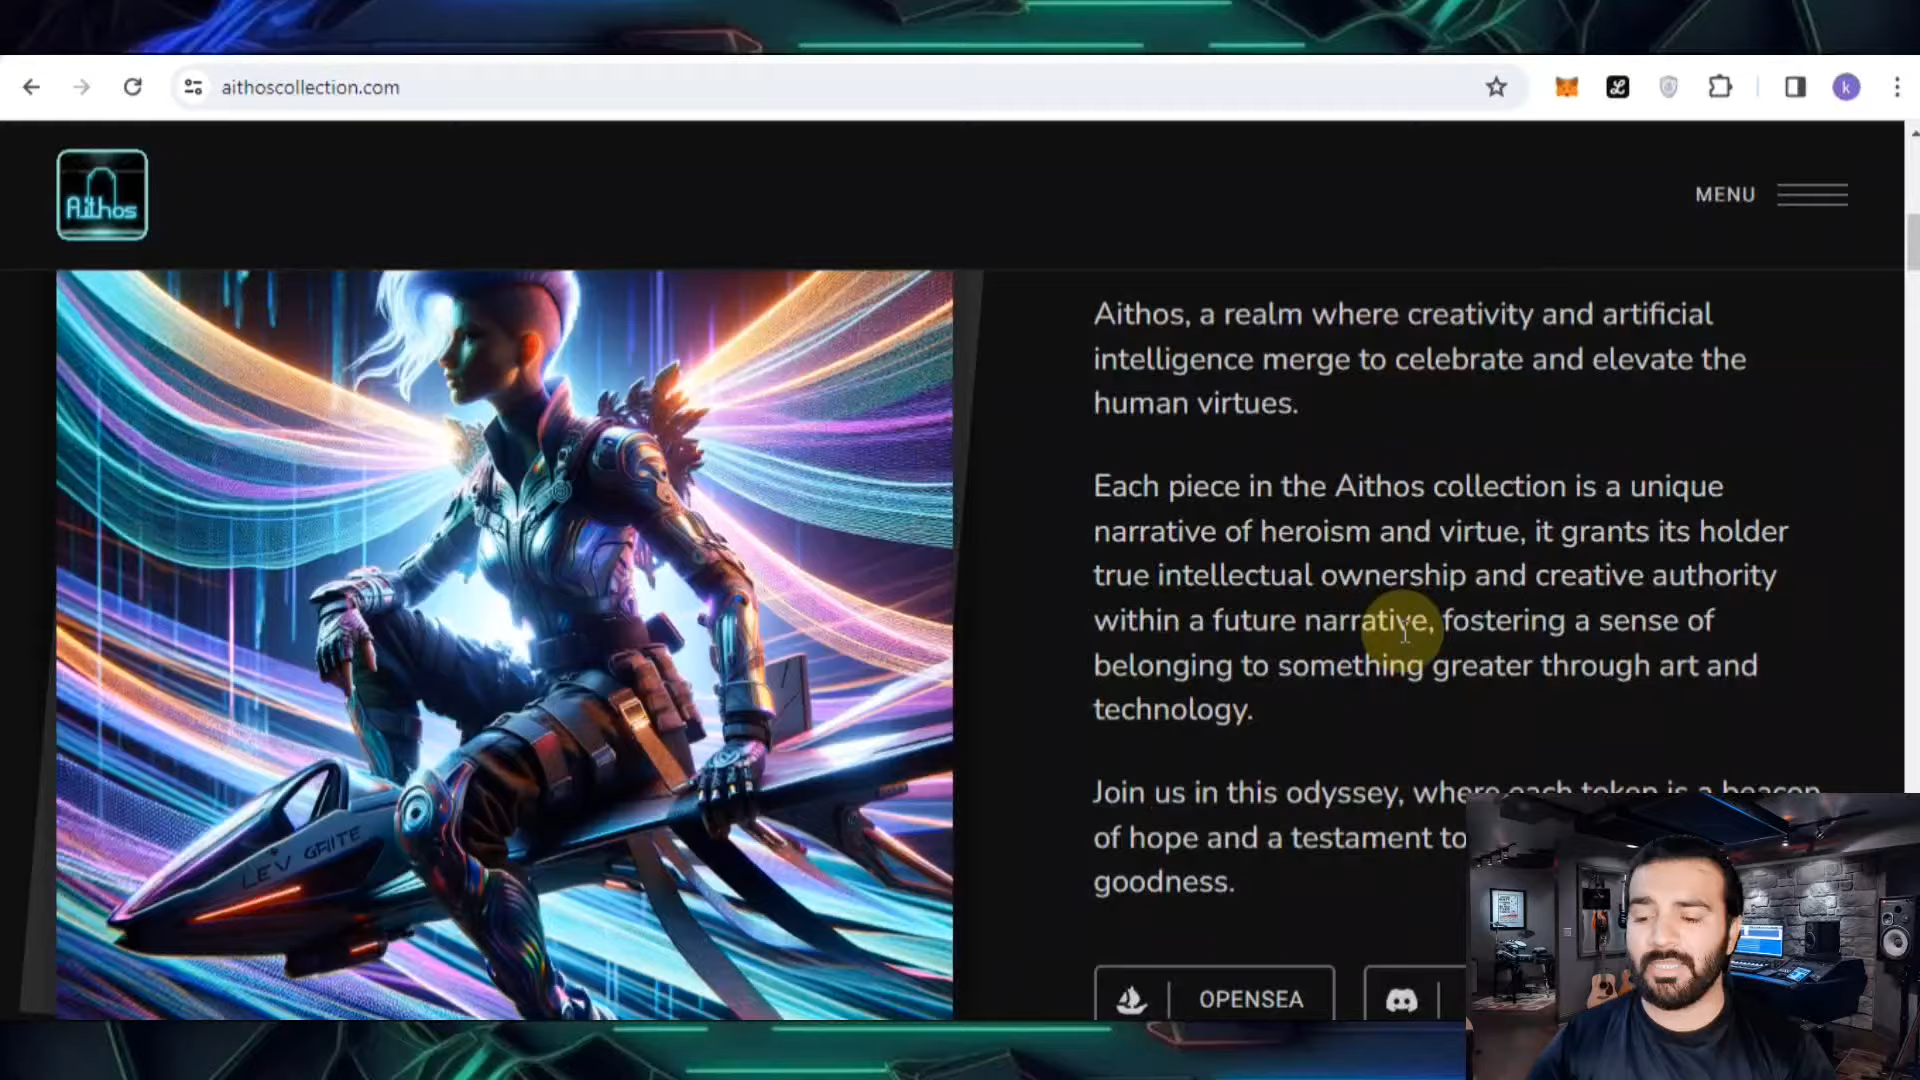 aithoscollection.com
k
Aithos
MENU
Aithos, a realm where creativity and artificial
intelligence merge to celebrate and elevate the
human virtues.
Each piece in the Aithos collection is a unique
narrative of heroism and virtue, it grants its holder
true intellectual ownership and creative authority
within a future narrative, fostering a sense of
belonging to something greater through art and
technology.
Join us in this odyssey, where each token is a beacon
of hope and a testament to
goodness.
LEV GRITE
OPENSEA